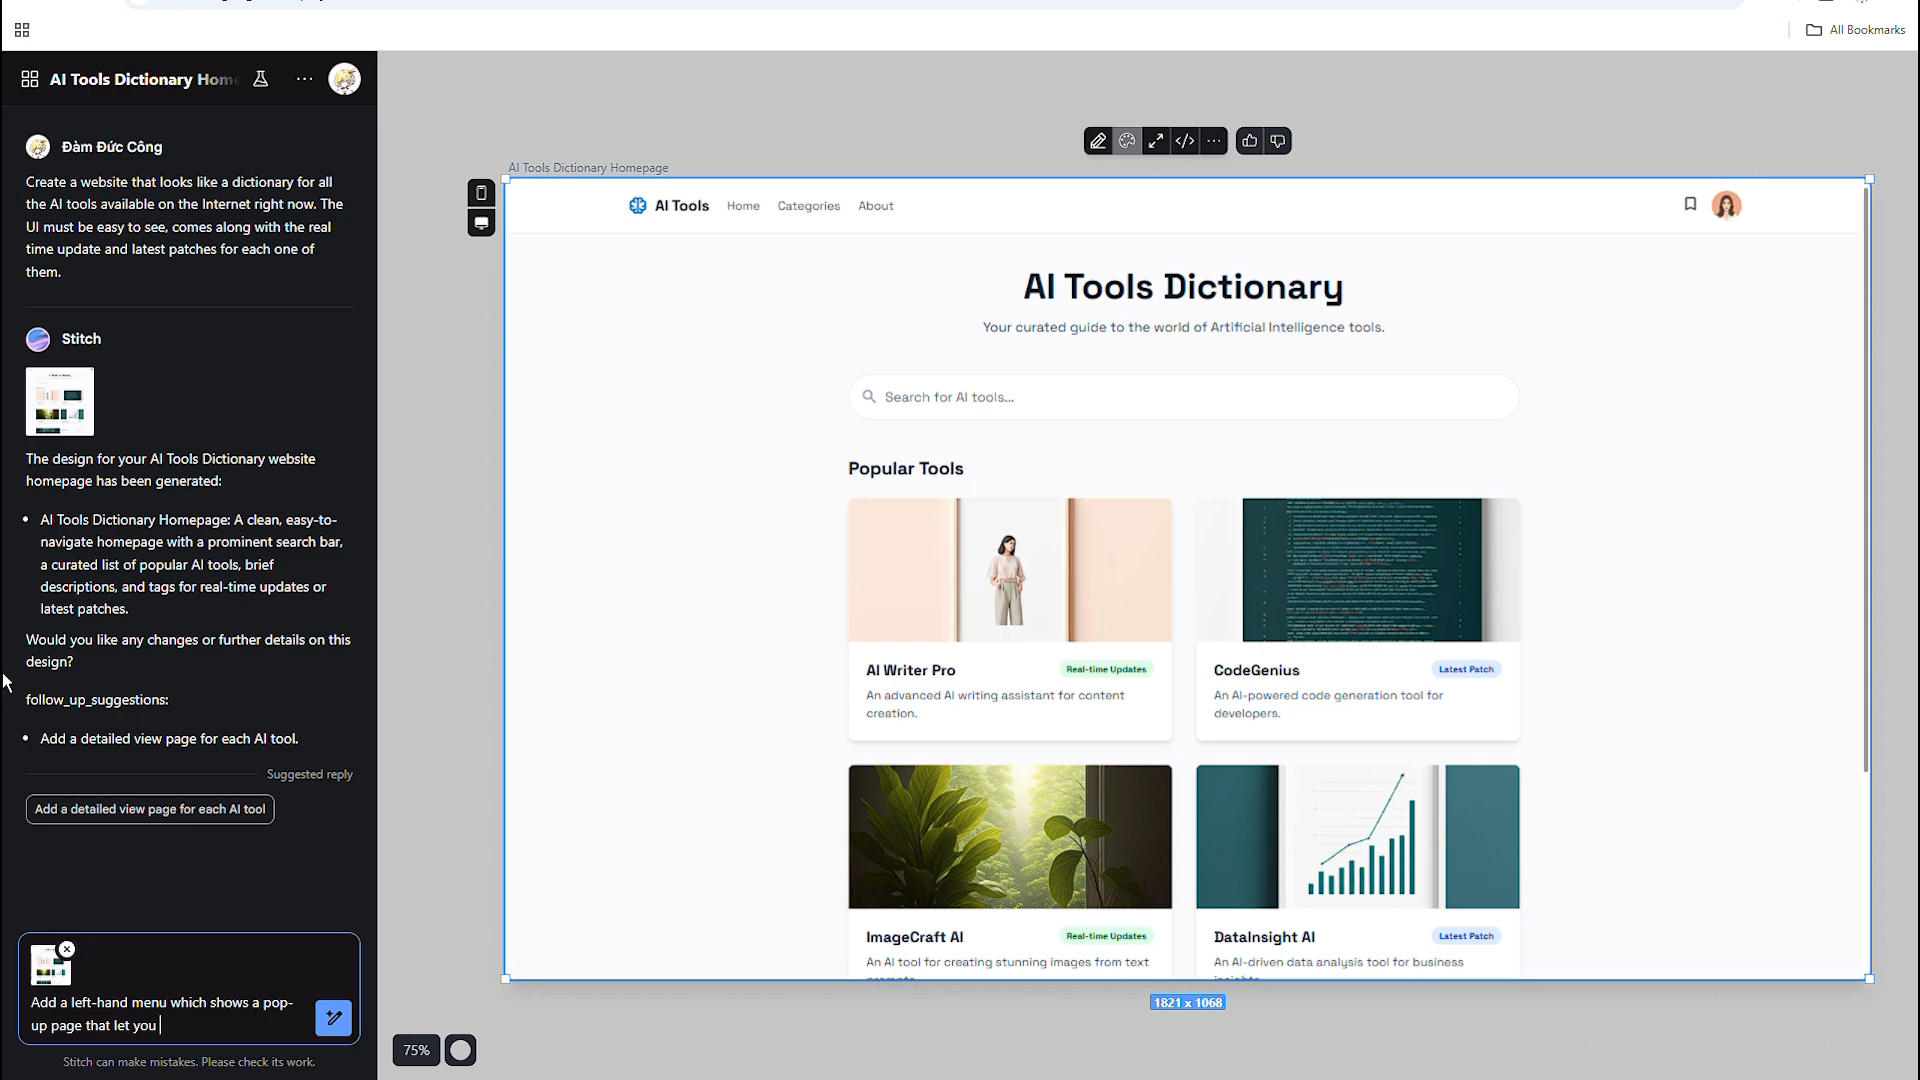 All Bookmarks
AI Tools Dictionary Hom
Đàm Đức Công
Create a website that looks like a dictionary for all
the AI tools available on the Internet right now. The
UI must be easy to see, comes along with the real
time update and latest patches for each one of
them.
Stitch
The design for your AI Tools Dictionary website
homepage has been generated:
• AI Tools Dictionary Homepage: A clean, easy-to-
navigate homepage with a prominent search bar,
a curated list of popular AI tools, brief
descriptions, and tags for real-time updates or
latest patches.
Would you like any changes or further details on this
design?
follow_up_suggestions:
• Add a detailed view page for each AI tool.
Suggested reply
Add a detailed view page for each AI tool
Add a left-hand menu which shows a pop-
up page that let you
Stitch can make mistakes. Please check its work.
AI Tools Dictionary Homepage
AI Tools Home Categories About
AI Tools Dictionary
Your curated guide to the world of Artificial Intelligence tools.
Search for AI tools...
Popular Tools
AI Writer Pro Real-time Updates
An advanced AI writing assistant for content
creation.
CodeGenius Latest Patch
An AI-powered code generation tool for
developers.
ImageCraft AI Real-time Updates
An AI tool for creating stunning images from text
DataInsight AI Latest Patch
An AI-driven data analysis tool for business
1821 x 1068
75%